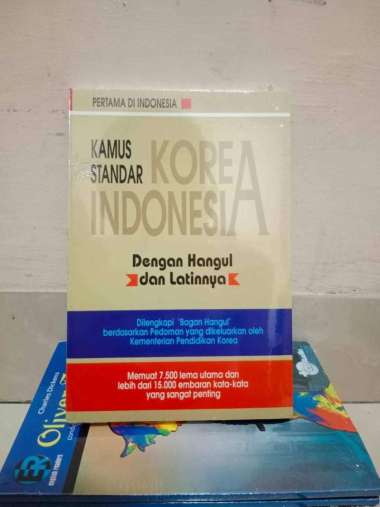 PERTAMA DI INDONESIA
KAMUS
STANDAR
KOREA
INDONESIA
Dengan Hangul
dan Latinnya
Dilengkapi 'Bagan Hangul'
berdasarkan Pedoman yang dikeluarkan oleh
Kementerian Pendidikan Korea
Memuat 7.500 lema utama dan
lebih dari 15.000 embaran kata-kata
yang sangat penting
Charles Dickens
Oliver